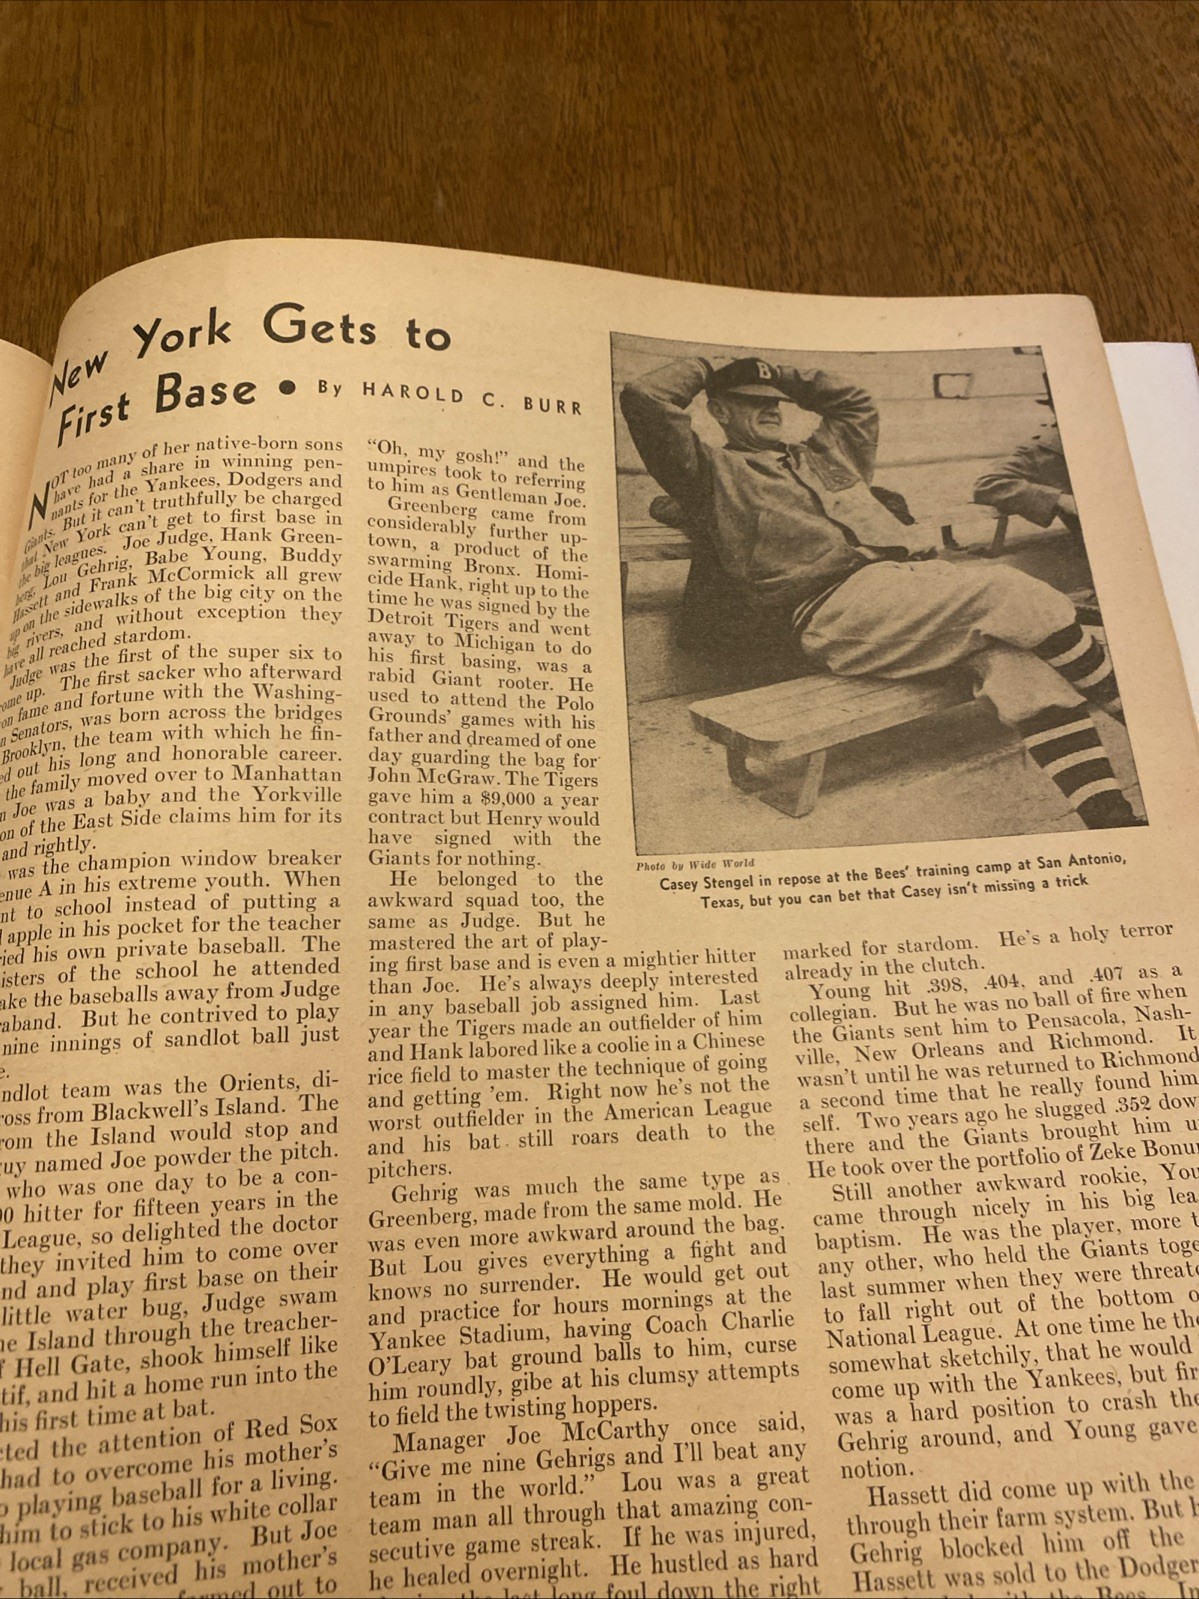 New York Gets to
First Base • By HAROLD C. BURR
NOT too many of her native-born sons
have had a share in winning pen-
nants for the Yankees, Dodgers and
Giants. But it can't truthfully be charged
that New York can't get to first base in
the big leagues. Joe Judge, Hank Green-
berg, Lou Gehrig, Babe Young, Buddy
Hassett and Frank McCormick all grew
up on the sidewalks of the big city on the
big rivers, and without exception they
have all reached stardom.
Judge was the first of the super six to
come up. The first sacker who afterward
on fame and fortune with the Washing-
n Senators, was born across the bridges
Brooklyn, the team with which he fin-
ed out his long and honorable career.
the family moved over to Manhattan
n Joe was a baby and the Yorkville
on of the East Side claims him for its
and rightly.
was the champion window breaker
enue A in his extreme youth. When
nt to school instead of putting a
apple in his pocket for the teacher
ried his own private baseball. The
isters of the school he attended
ake the baseballs away from Judge
raband. But he contrived to play
nine innings of sandlot ball just
e.
ndlot team was the Orients, di-
ross from Blackwell's Island. The
rom the Island would stop and
guy named Joe powder the pitch.
who was one day to be a con-
00 hitter for fifteen years in the
League, so delighted the doctor
they invited him to come over
nd and play first base on their
little water bug, Judge swam
he Island through the treacher-
f Hell Gate, shook himself like
tif, and hit a home run into the
his first time at bat.
cted the attention of Red Sox
had to overcome his mother's
o playing baseball for a living.
him to stick to his white collar
local gas company. But Joe
ball, received his mother's
rmed out to
"Oh, my gosh!" and the
umpires took to referring
to him as Gentleman Joe.
Greenberg came from
considerably further up-
town, a product of the
swarming Bronx. Homi-
cide Hank, right up to the
time he was signed by the
Detroit Tigers and went
away to Michigan to do
his first basing, was a
rabid Giant rooter. He
used to attend the Polo
Grounds' games with his
father and dreamed of one
day guarding the bag for
John McGraw. The Tigers
gave him a $9,000 a year
contract but Henry would
have signed with the
Giants for nothing.
He belonged to the
awkward squad too, the
same as Judge. But he
mastered the art of play-
ing first base and is even a mightier hitter
than Joe. He's always deeply interested
in any baseball job assigned him. Last
year the Tigers made an outfielder of him
and Hank labored like a coolie in a Chinese
rice field to master the technique of going
and getting 'em. Right now he's not the
worst outfielder in the American League
and his bat still roars death to the
pitchers.
Gehrig was much the same type as
Greenberg, made from the same mold. He
was even more awkward around the bag.
But Lou gives everything a fight and
knows no surrender. He would get out
and practice for hours mornings at the
Yankee Stadium, having Coach Charlie
O'Leary bat ground balls to him, curse
him roundly, gibe at his clumsy attempts
to field the twisting hoppers.
Manager Joe McCarthy once said,
"Give me nine Gehrigs and I'll beat any
team in the world." Lou was a great
team man all through that amazing con-
secutive game streak. If he was injured,
he healed overnight. He hustled as hard
long foul down the right
B
Photo by Wide World
Casey Stengel in repose at the Bees' training camp at San Antonio,
Texas, but you can bet that Casey isn't missing a trick
marked for stardom. He's a holy terror
already in the clutch.
Young hit .398, .404, and .407 as a
collegian. But he was no ball of fire when
the Giants sent him to Pensacola, Nash-
ville, New Orleans and Richmond. It
wasn't until he was returned to Richmond
a second time that he really found him
self. Two years ago he slugged .352 dow
there and the Giants brought him u
He took over the portfolio of Zeke Bonu
Still another awkward rookie, You
came through nicely in his big lea
baptism. He was the player, more t
any other, who held the Giants toge
last summer when they were threat
to fall right out of the bottom o
National League. At one time he th
somewhat sketchily, that he would
come up with the Yankees, but fir
was a hard position to crash the
Gehrig around, and Young gave
notion.
Hassett did come up with the
through their farm system. But
Gehrig blocked him off the
Hassett was sold to the Dodger
with the Bees. In